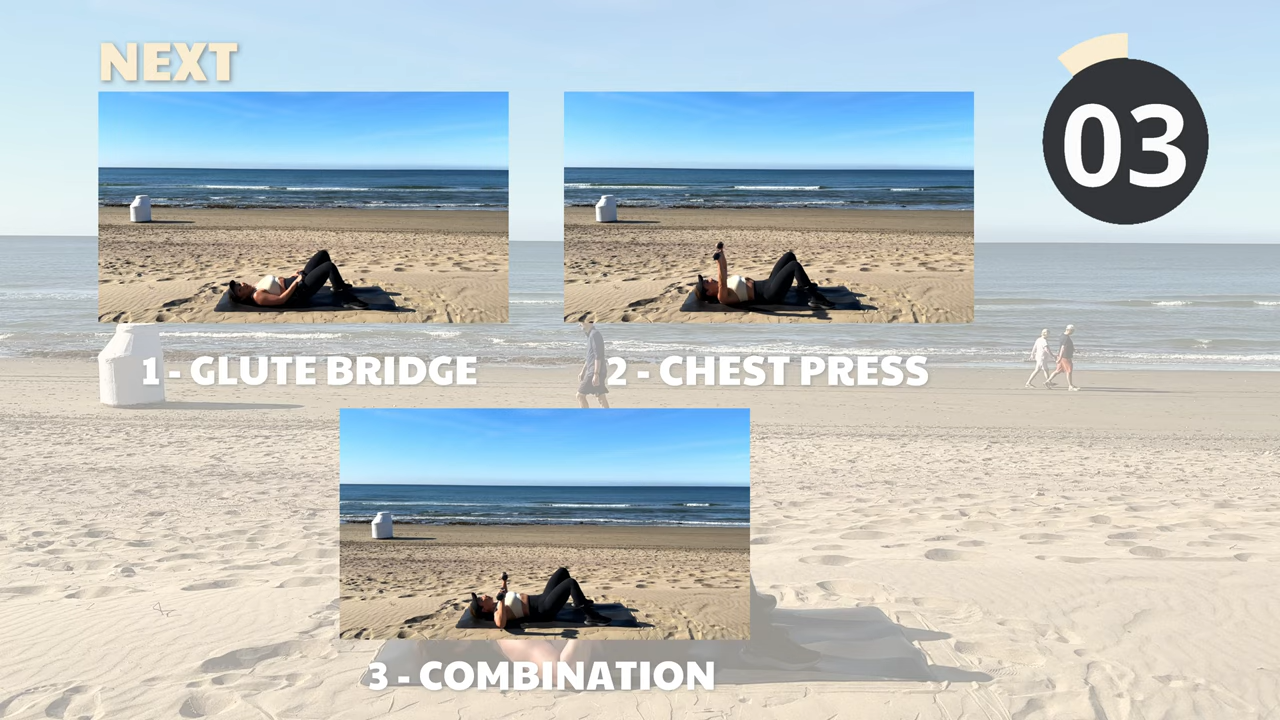 NEXT
03
1 - GLUTE BRIDGE
2 - CHEST PRESS
3 - COMBINATION